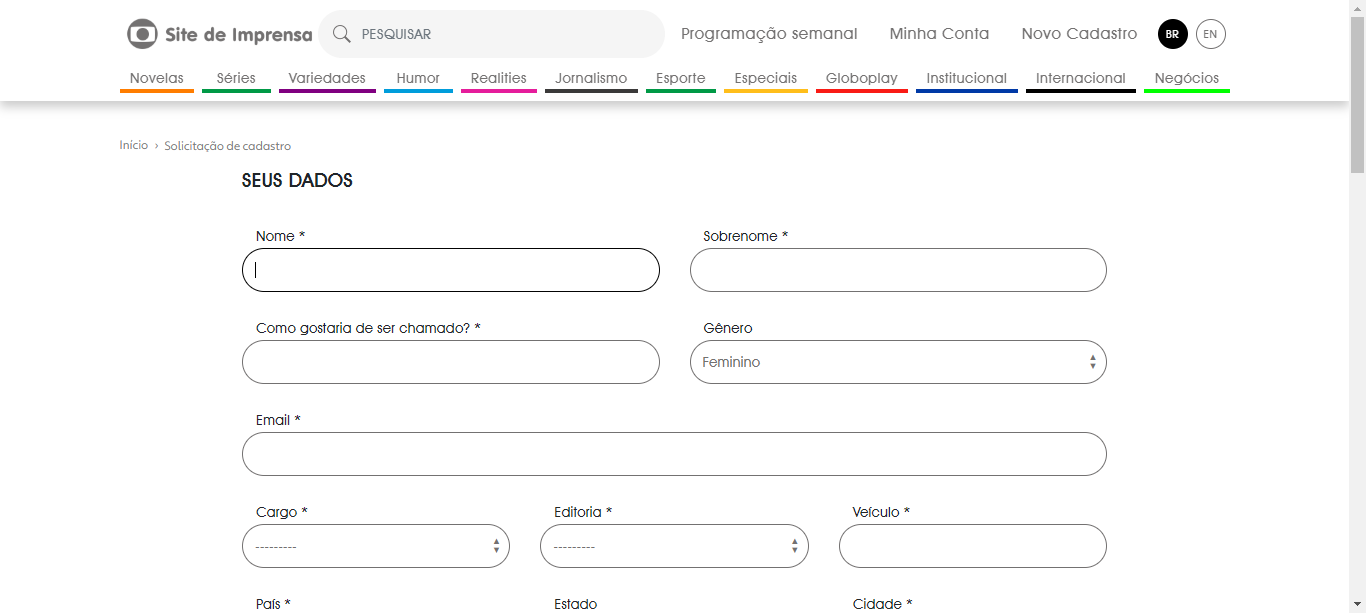 Site de Imprensa PESQUISAR Programação semanal Minha Conta Novo Cadastro BR EN
Novelas Séries Variedades Humor Realities Jornalismo Esporte Especiais Globoplay Institucional Internacional Negócios
Início › Solicitação de cadastro
SEUS DADOS
Nome * Sobrenome *
Como gostaria de ser chamado? * Gênero
Feminino
Email *
Cargo * Editoria * Veículo *
--------- ---------
País * Estado Cidade *